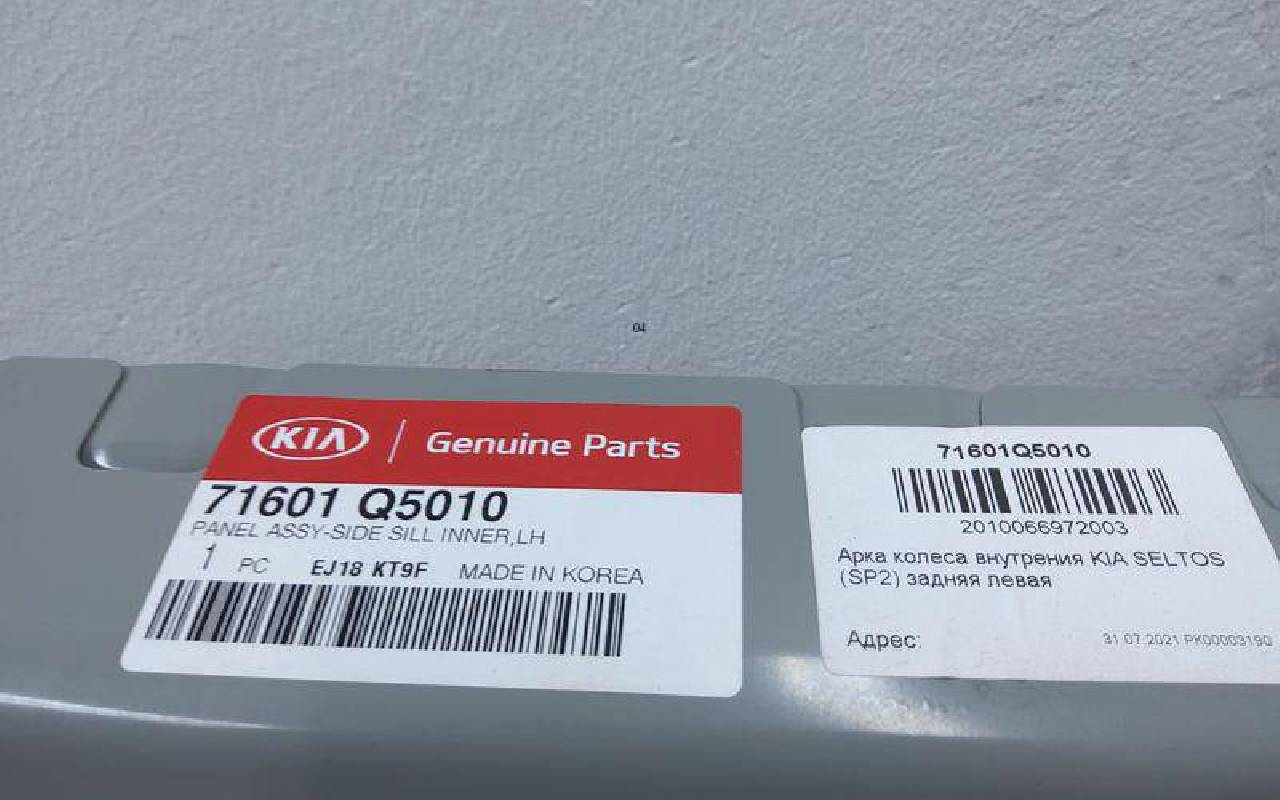 04
KIA | Genuine Parts
71601 Q5010
PANEL ASSY-SIDE SILL INNER,LH
1 PC EJ18 KT9F MADE IN KOREA
71601Q5010
2010066972003
Арка колеса внутрения KIA SELTOS
(SP2) задняя левая
Адрес: 31.07.2021 PK00003190